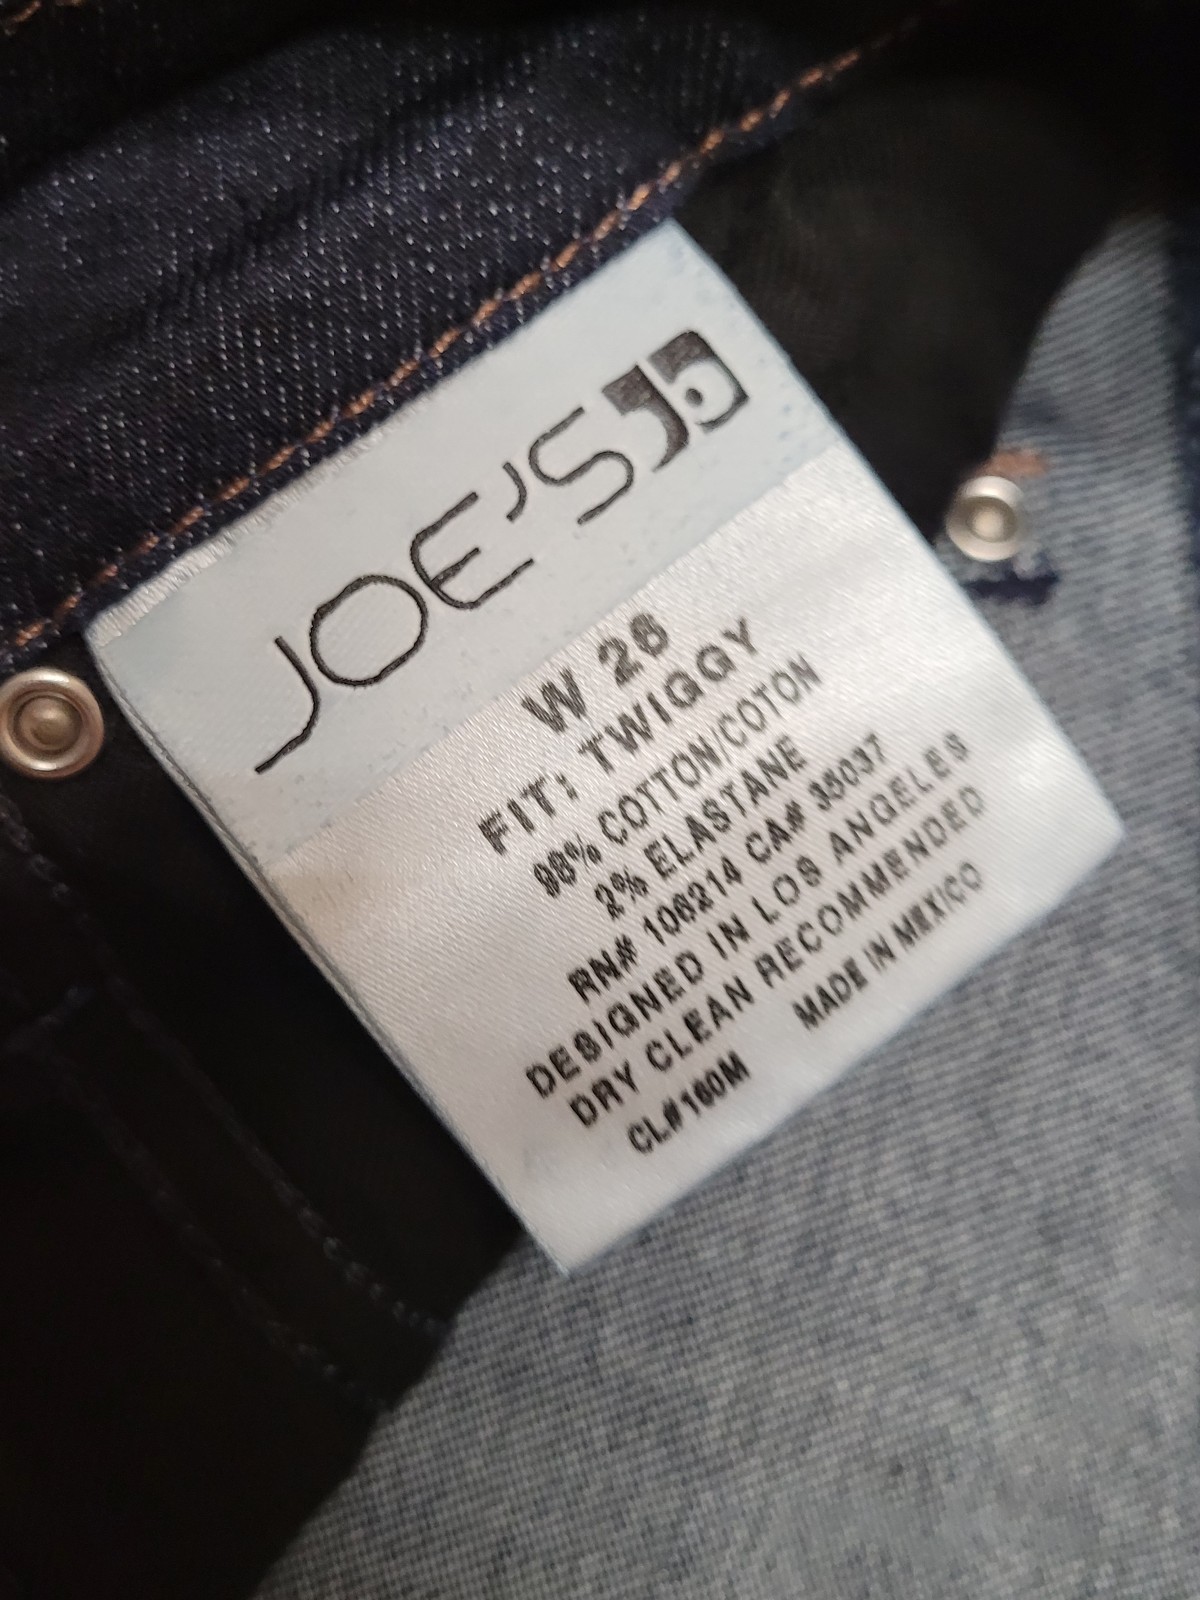 JOE'S
W 26
FIT: TWIGGY
98% COTTON/COTON
2% ELASTANE
RN# 106214 CA# 35037
DESIGNED IN LOS ANGELES
DRY CLEAN RECOMMENDED
CL#160M MADE IN MEXICO